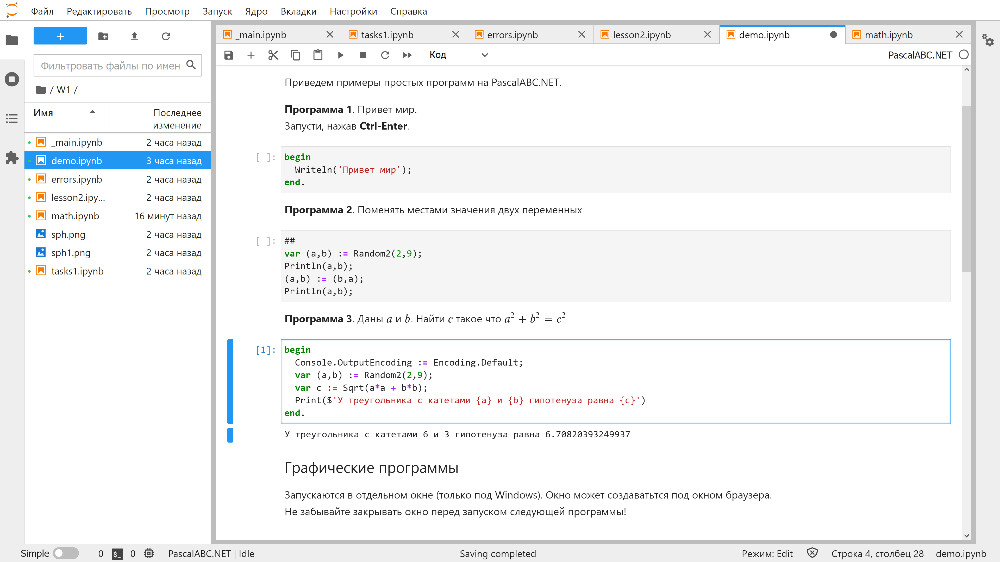 Файл Редактировать Просмотр Запуск Ядро Вкладки Настройки Справка
Фильтровать файлы по имен
/ W1 /
Имя Последнее изменение
_main.ipynb 2 часа назад
demo.ipynb 3 часа назад
errors.ipynb 2 часа назад
lesson2.ipy... 2 часа назад
math.ipynb 16 минут назад
sph.png 2 часа назад
sph1.png 2 часа назад
tasks1.ipynb 2 часа назад
_main.ipynb tasks1.ipynb errors.ipynb lesson2.ipynb demo.ipynb math.ipynb
Код PascalABC.NET
Приведем примеры простых программ на PascalABC.NET.
Программа 1. Привет мир.
Запусти, нажав Ctrl-Enter.
[ ]: begin
  Writeln('Привет мир');
end.
Программа 2. Поменять местами значения двух переменных
[ ]: ##
var (a,b) := Random2(2,9);
Println(a,b);
(a,b) := (b,a);
Println(a,b);
Программа 3. Даны a и b. Найти c такое что a² + b² = c²
[1]: begin
  Console.OutputEncoding := Encoding.Default;
  var (a,b) := Random2(2,9);
  var c := Sqrt(a*a + b*b);
  Print($'У треугольника с катетами {a} и {b} гипотенуза равна {c}')
end.
У треугольника с катетами 6 и 3 гипотенуза равна 6.70820393249937
Графические программы
Запускаются в отдельном окне (только под Windows). Окно может создаватьтся под окном браузера.
Не забывайте закрывать окно перед запуском следующей программы!
Simple 0 $_ 0 PascalABC.NET | Idle Saving completed Режим: Edit Строка 4, столбец 28 demo.ipynb